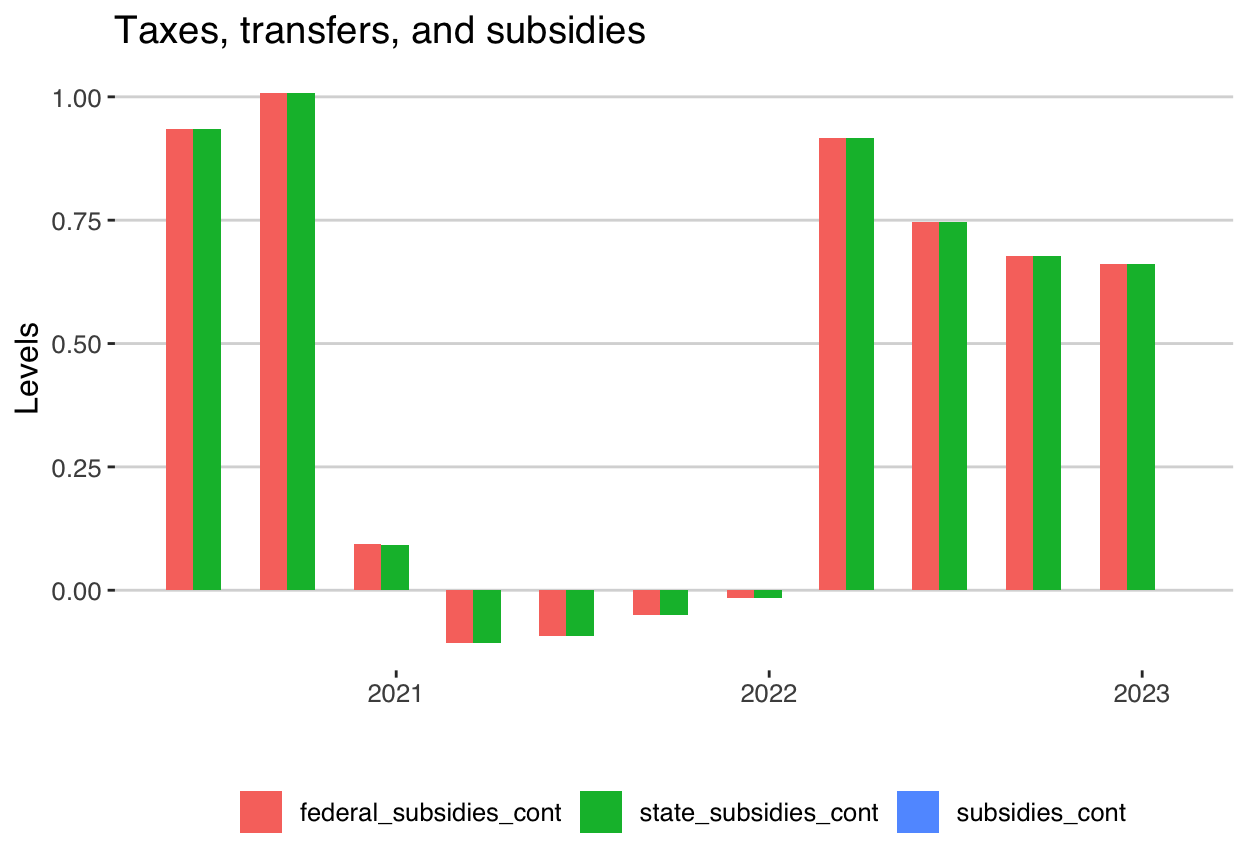 Taxes, transfers, and subsidies
1.00
0.75
0.50
0.25
0.00
Levels
2021 2022 2023
federal_subsidies_cont state_subsidies_cont subsidies_cont